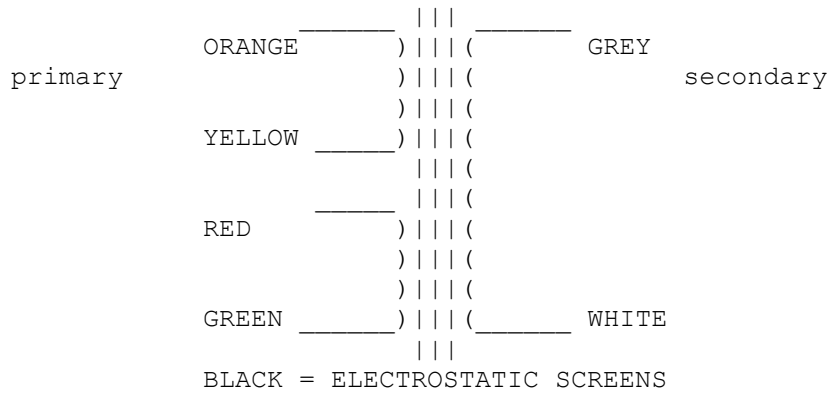 ORANGE GREY
primary secondary
YELLOW
RED
GREEN WHITE
BLACK = ELECTROSTATIC SCREENS